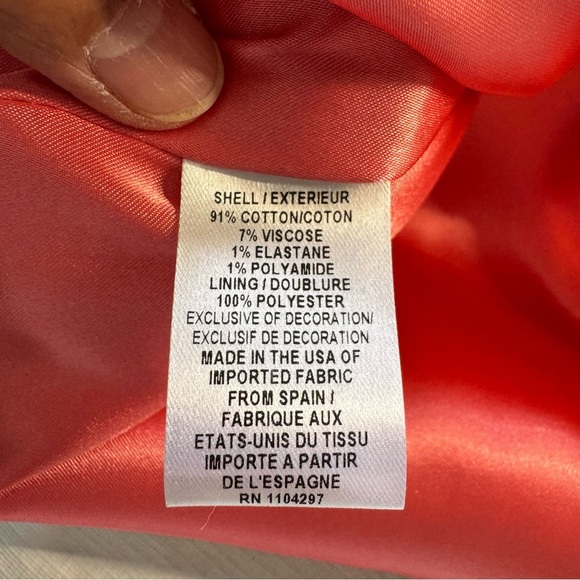 SHELL / EXTERIEUR
91% COTTON/COTON
7% VISCOSE
1% ELASTANE
1% POLYAMIDE
LINING / DOUBLURE
100% POLYESTER
EXCLUSIVE OF DECORATION/
EXCLUSIF DE DECORATION
MADE IN THE USA OF
IMPORTED FABRIC
FROM SPAIN /
FABRIQUE AUX
ETATS-UNIS DU TISSU
IMPORTE A PARTIR
DE L'ESPAGNE
RN 1104297